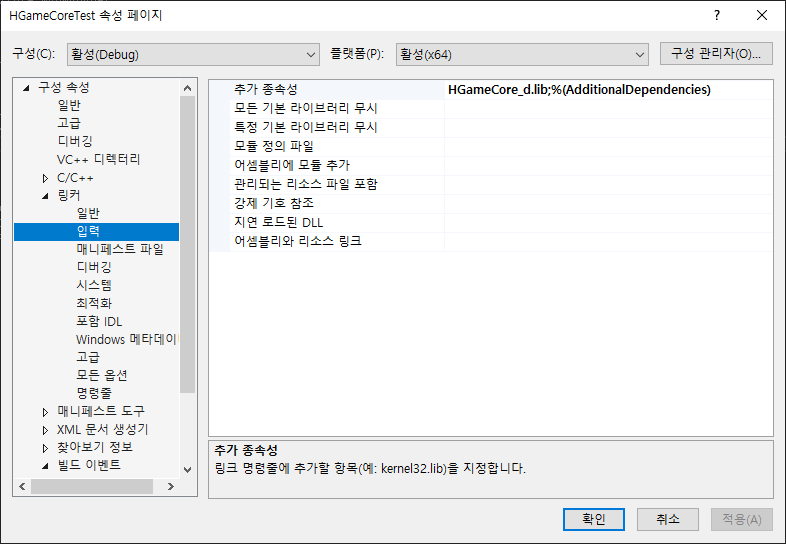 HGameCoreTest 속성 페이지
구성(C): 활성(Debug) 플랫폼(P): 활성(x64) 구성 관리자(O)...
구성 속성
일반
고급
디버깅
VC++ 디렉터리
C/C++
링커
일반
입력
매니페스트 파일
디버깅
시스템
최적화
포함 IDL
Windows 메타데이터
고급
모든 옵션
명령줄
매니페스트 도구
XML 문서 생성기
찾아보기 정보
빌드 이벤트
추가 종속성 HGameCore_d.lib;%(AdditionalDependencies)
모든 기본 라이브러리 무시
특정 기본 라이브러리 무시
모듈 정의 파일
어셈블리에 모듈 추가
관리되는 리소스 파일 포함
강제 기호 참조
지연 로드된 DLL
어셈블리와 리소스 링크
추가 종속성
링크 명령줄에 추가할 항목(예: kernel32.lib)을 지정합니다.
확인 취소 적용(A)